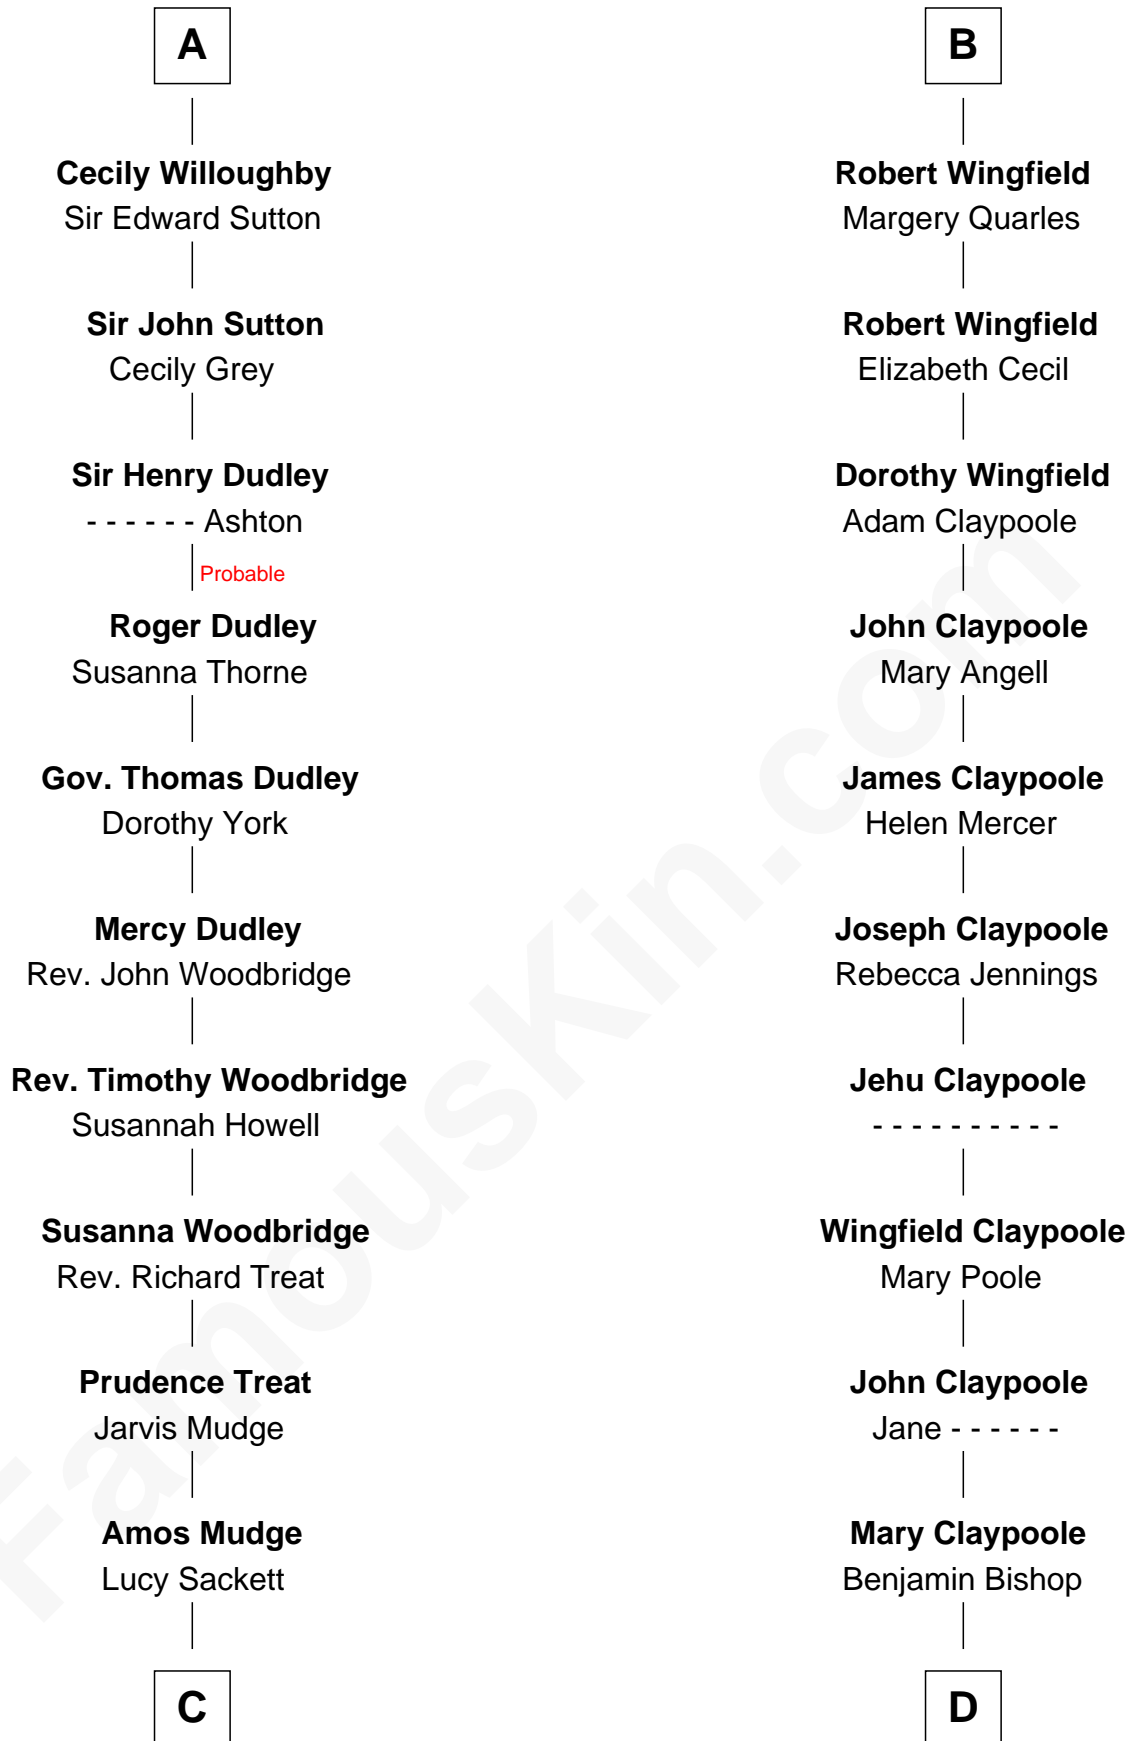 A
Cecily Willoughby
Sir Edward Sutton
Sir John Sutton
Cecily Grey
Sir Henry Dudley
- - - - - - Ashton
Probable
Roger Dudley
Susanna Thorne
Gov. Thomas Dudley
Dorothy York
Mercy Dudley
Rev. John Woodbridge
Rev. Timothy Woodbridge
Susannah Howell
Susanna Woodbridge
Rev. Richard Treat
Prudence Treat
Jarvis Mudge
Amos Mudge
Lucy Sackett
C
B
Robert Wingfield
Margery Quarles
Robert Wingfield
Elizabeth Cecil
Dorothy Wingfield
Adam Claypoole
John Claypoole
Mary Angell
James Claypoole
Helen Mercer
Joseph Claypoole
Rebecca Jennings
Jehu Claypoole
- - - - - - - - - -
Wingfield Claypoole
Mary Poole
John Claypoole
Jane - - - - - -
Mary Claypoole
Benjamin Bishop
D
FamousKin.com